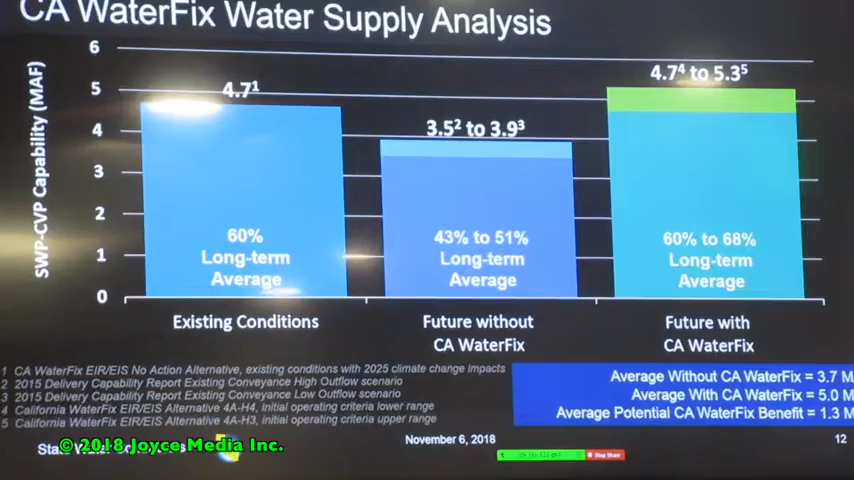 CA WaterFix Water Supply Analysis
SWP-CVP Capability (MAF)
6
5
4
3
2
1
0
4.7¹
3.5² to 3.9³
4.7⁴ to 5.3⁵
60%
Long-term
Average
43% to 51%
Long-term
Average
60% to 68%
Long-term
Average
Existing Conditions
Future without
CA WaterFix
Future with
CA WaterFix
1 CA WaterFix EIR/EIS No Action Alternative, existing conditions with 2025 climate change impacts
2 2015 Delivery Capability Report Existing Conveyance High Outflow scenario
3 2015 Delivery Capability Report Existing Conveyance Low Outflow scenario
4 California WaterFix EIR/EIS Alternative 4A-H4, initial operating criteria lower range
5 California WaterFix EIR/EIS Alternative 4A-H3, initial operating criteria upper range
Average Without CA WaterFix = 3.7 M
Average With CA WaterFix = 5.0 M
Average Potential CA WaterFix Benefit = 1.3 M
©2018 Joyce Media Inc.
November 6, 2018
12
Stop Share